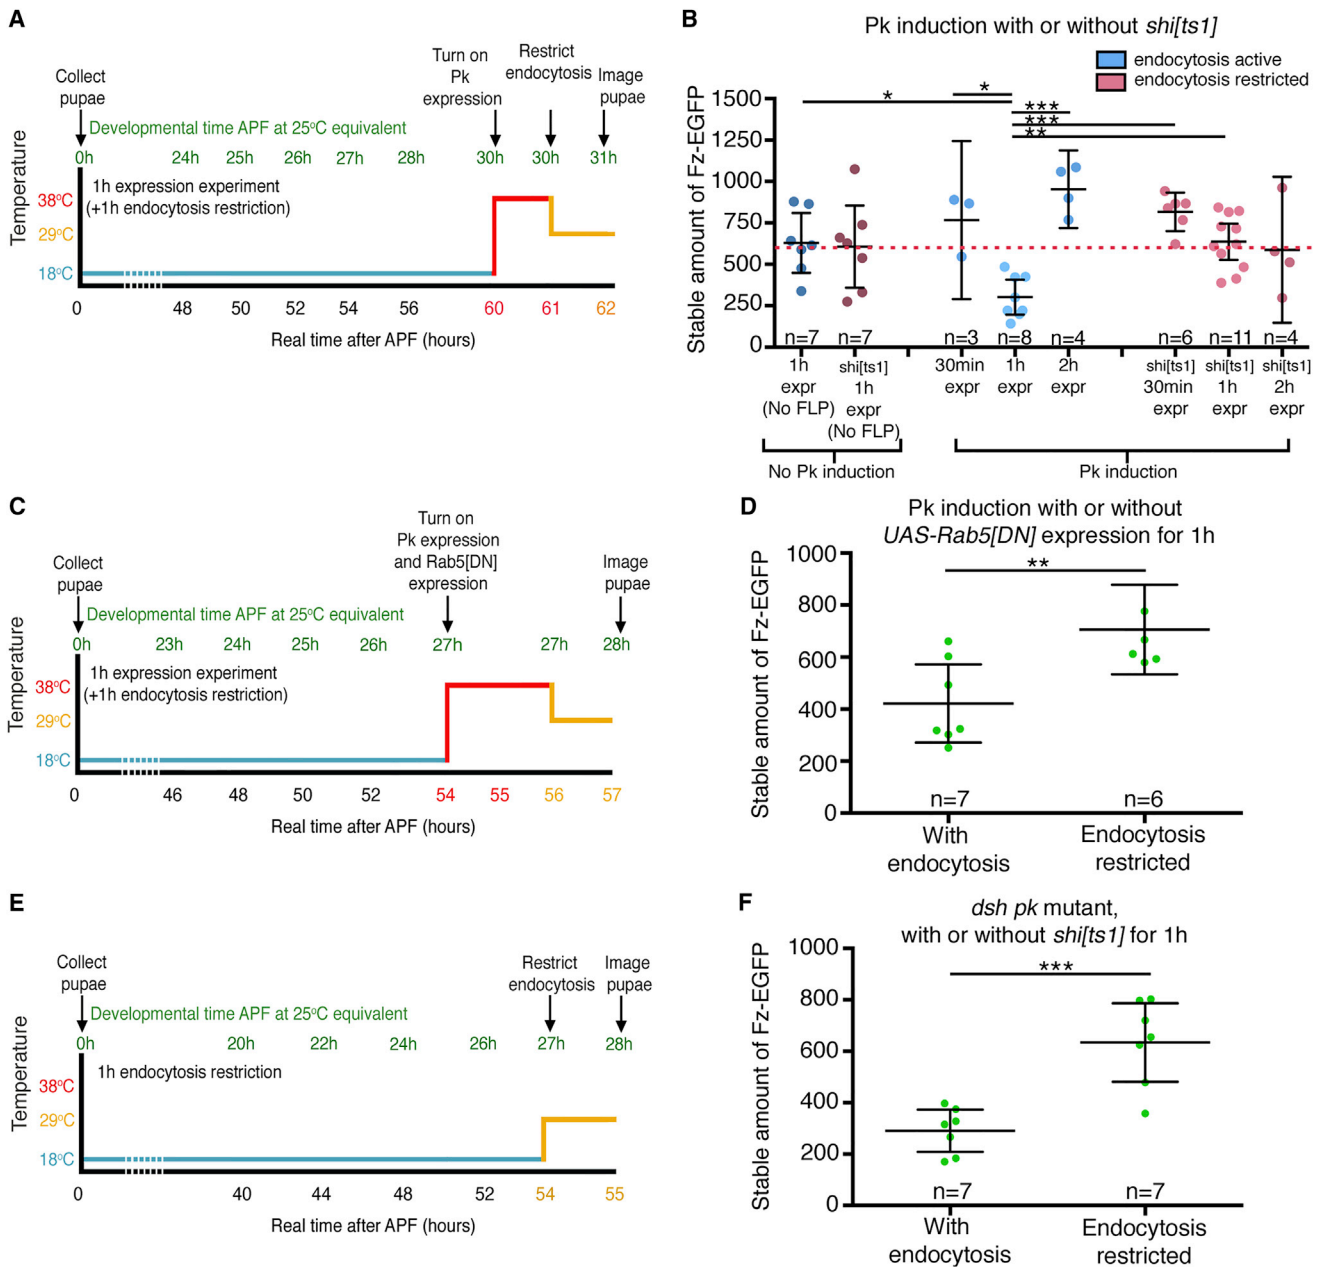 A
Collect
pupae
Turn on
Pk
expression
Restrict
endocytosis
Image
pupae
Developmental time APF at 25°C equivalent
0h 24h 25h 26h 27h 28h 30h 30h 31h
Temperature
1h expression experiment
(+1h endocytosis restriction)
38°C
29°C
18°C
0 48 50 52 54 56 60 61 62
Real time after APF (hours)
B
Pk induction with or without shi[ts1]
endocytosis active
endocytosis restricted
Stable amount of Fz-EGFP
1500
1250
1000
750
500
250
0
*
*
***
***
**
n=7 n=7 n=3 n=8 n=4 n=6 n=11 n=4
1h
expr
(No FLP)
shi[ts1]
1h
expr
(No FLP)
30min
expr
1h
expr
2h
expr
shi[ts1]
30min
expr
shi[ts1]
1h
expr
shi[ts1]
2h
expr
No Pk induction
Pk induction
C
Collect
pupae
Turn on
Pk expression
and Rab5[DN]
expression
Image
pupae
Developmental time APF at 25°C equivalent
0h 23h 24h 25h 26h 27h 27h 28h
Temperature
1h expression experiment
(+1h endocytosis restriction)
38°C
29°C
18°C
0 46 48 50 52 54 55 56 57
Real time after APF (hours)
D
Pk induction with or without
UAS-Rab5[DN] expression for 1h
Stable amount of Fz-EGFP
1000
800
600
400
200
0
**
n=7 n=6
With
endocytosis
Endocytosis
restricted
E
Collect
pupae
Restrict
endocytosis
Image
pupae
Developmental time APF at 25°C equivalent
0h 20h 22h 24h 26h 27h 28h
Temperature
1h endocytosis restriction
38°C
29°C
18°C
0 40 44 48 52 54 55
Real time after APF (hours)
F
dsh pk mutant,
with or without shi[ts1] for 1h
Stable amount of Fz-EGFP
1000
800
600
400
200
0
***
n=7 n=7
With
endocytosis
Endocytosis
restricted